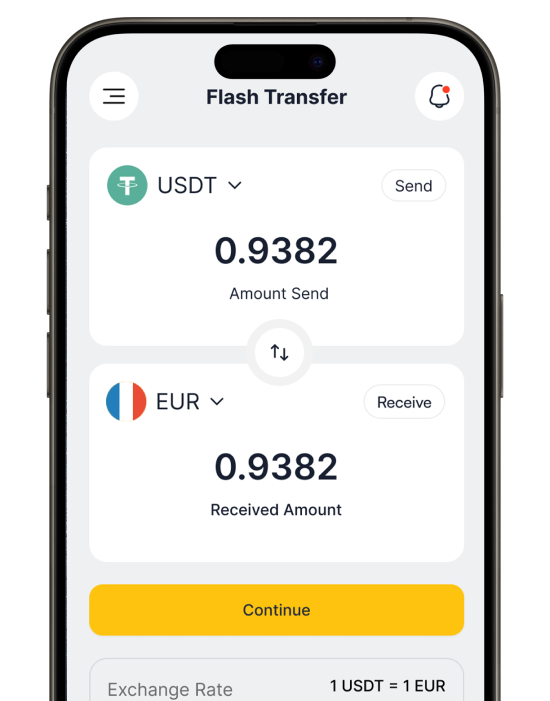 Flash Transfer
USDT
Send
0.9382
Amount Send
EUR
Receive
0.9382
Received Amount
Continue
Exchange Rate
1 USDT = 1 EUR